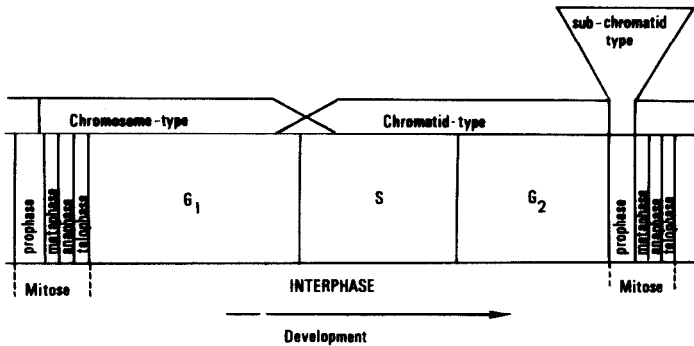 sub-chromatid
type
Chromosome-type
Chromatid-type
prophase
metaphase
anaphase
telophase
G1
S
G2
prophase
metaphase
anaphase
telophase
Mitose
INTERPHASE
Mitose
Development